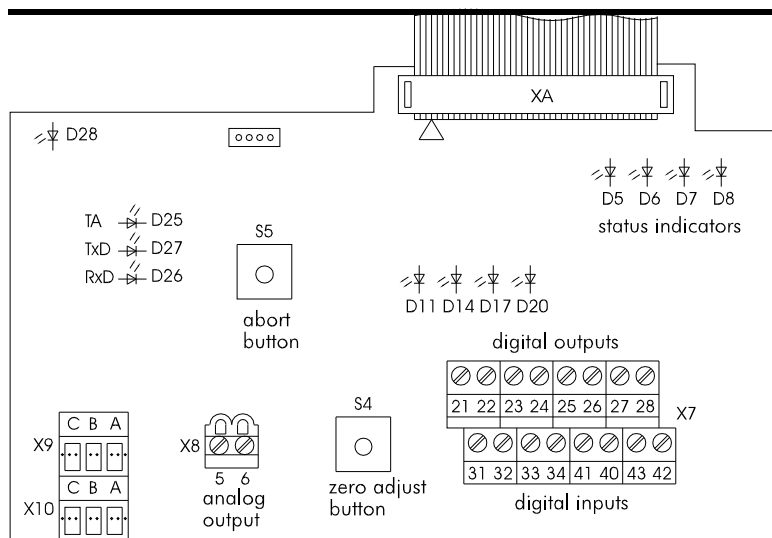 XA
D28
D5 D6 D7 D8
status indicators
TA D25
TxD D27
RxD D26
S5
abort
button
D11 D14 D17 D20
digital outputs
21 22 23 24 25 26 27 28
X7
31 32 33 34 41 40 43 42
digital inputs
S4
zero adjust
button
X8
5 6
analog
output
C B A
X9
C B A
X10